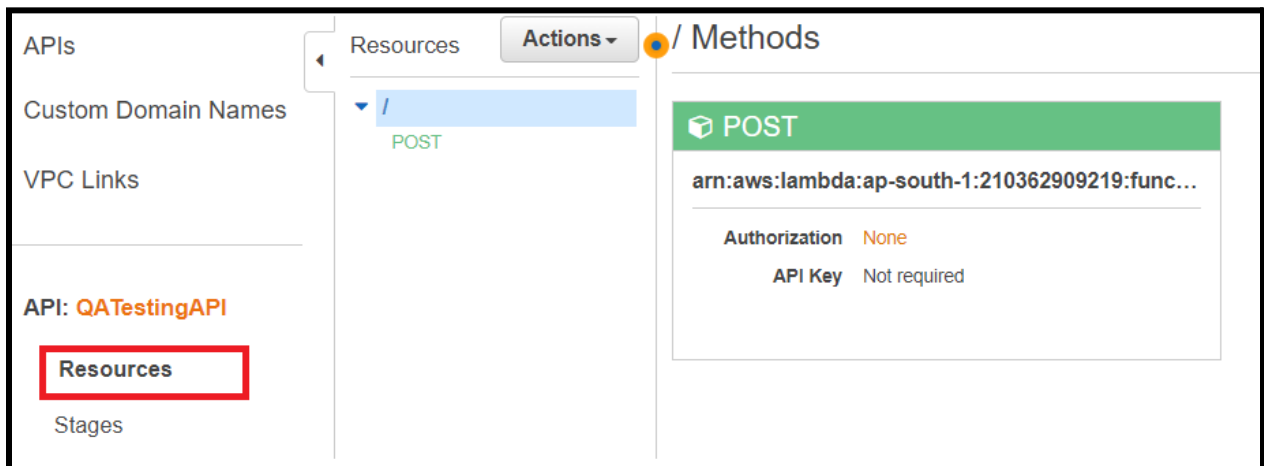 APIs
Custom Domain Names
VPC Links
API: QATestingAPI
Resources
Stages
Resources
Actions
/
POST
/ Methods
POST
arn:aws:lambda:ap-south-1:210362909219:func...
Authorization None
API Key Not required